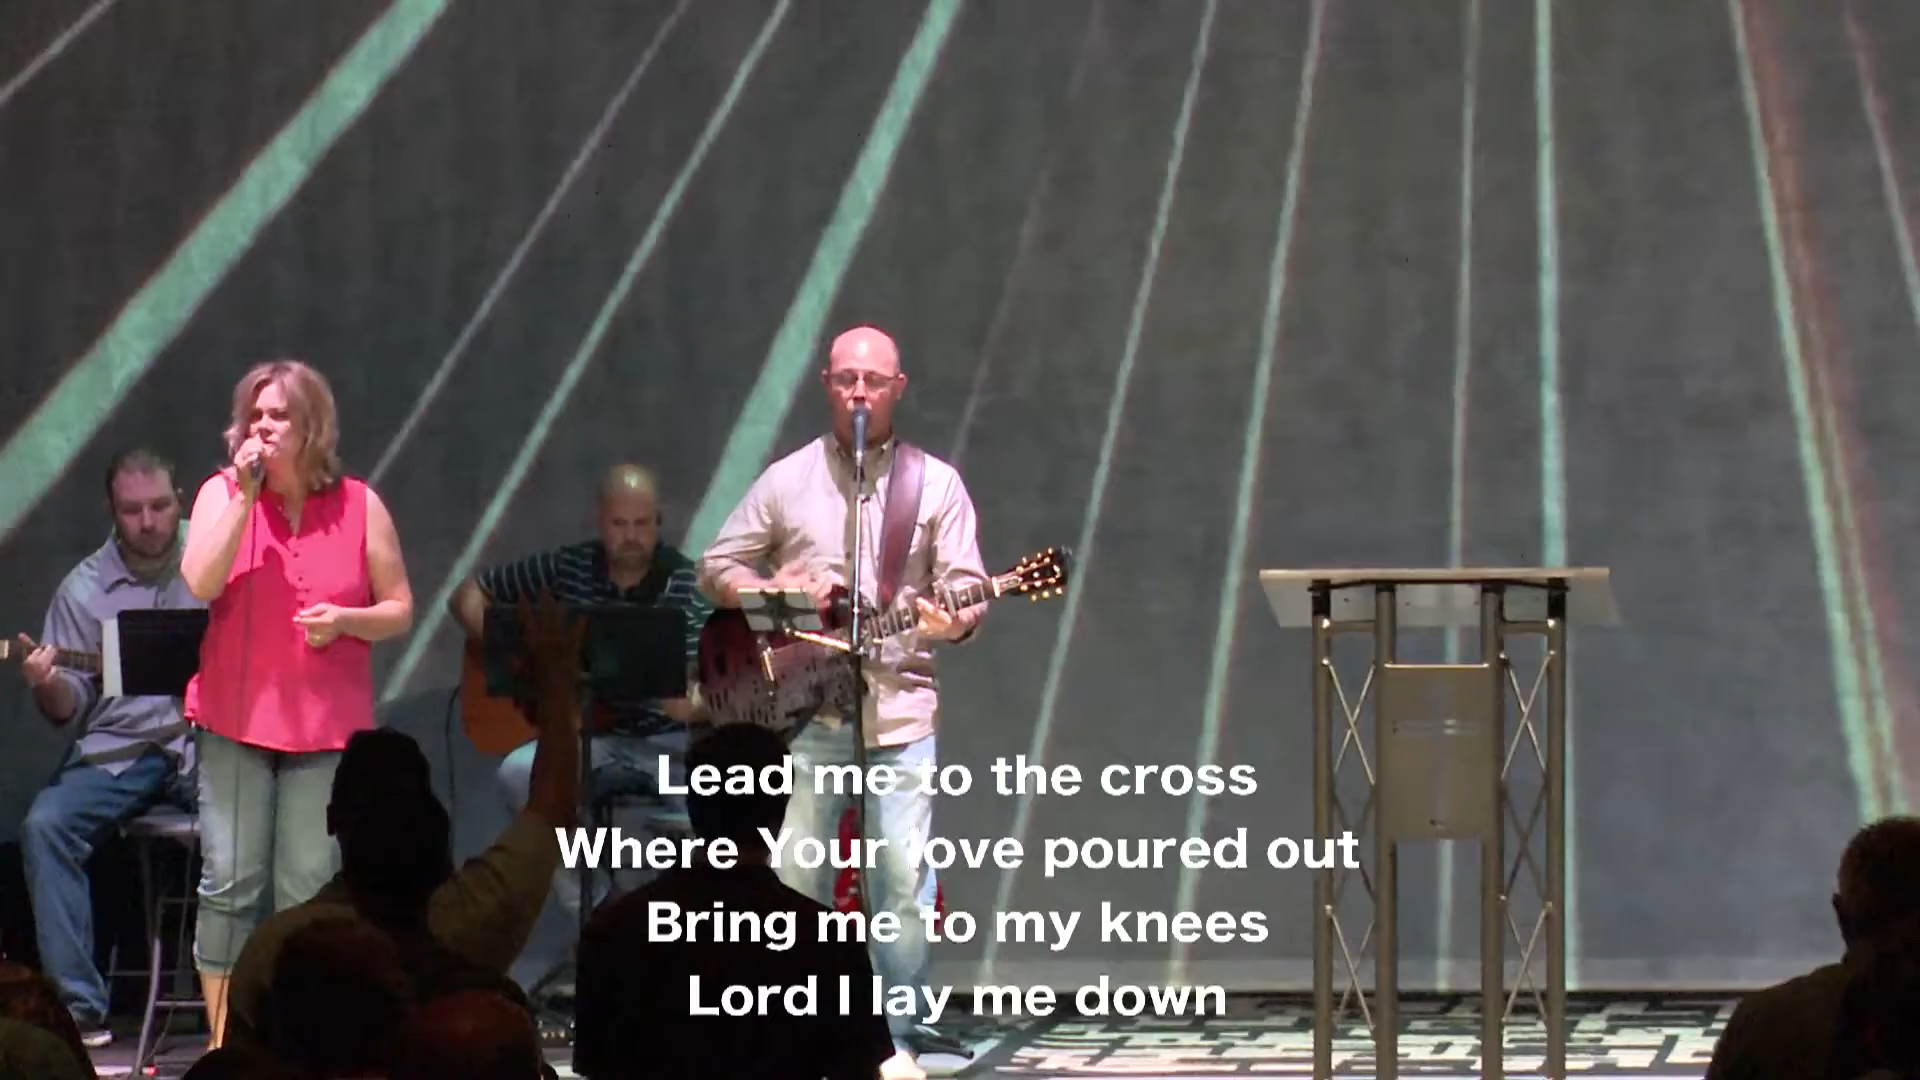 Lead me to the cross
Where Your love poured out
Bring me to my knees
Lord I lay me down